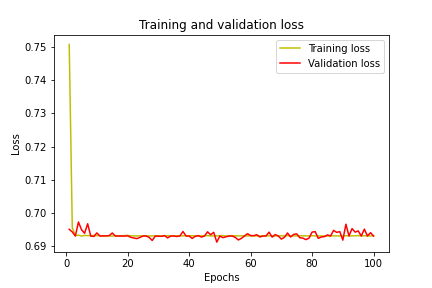 Training and validation loss
Training loss
Validation loss
0.75
0.74
0.73
0.72
0.71
0.70
0.69
Loss
0
20
40
60
80
100
Epochs